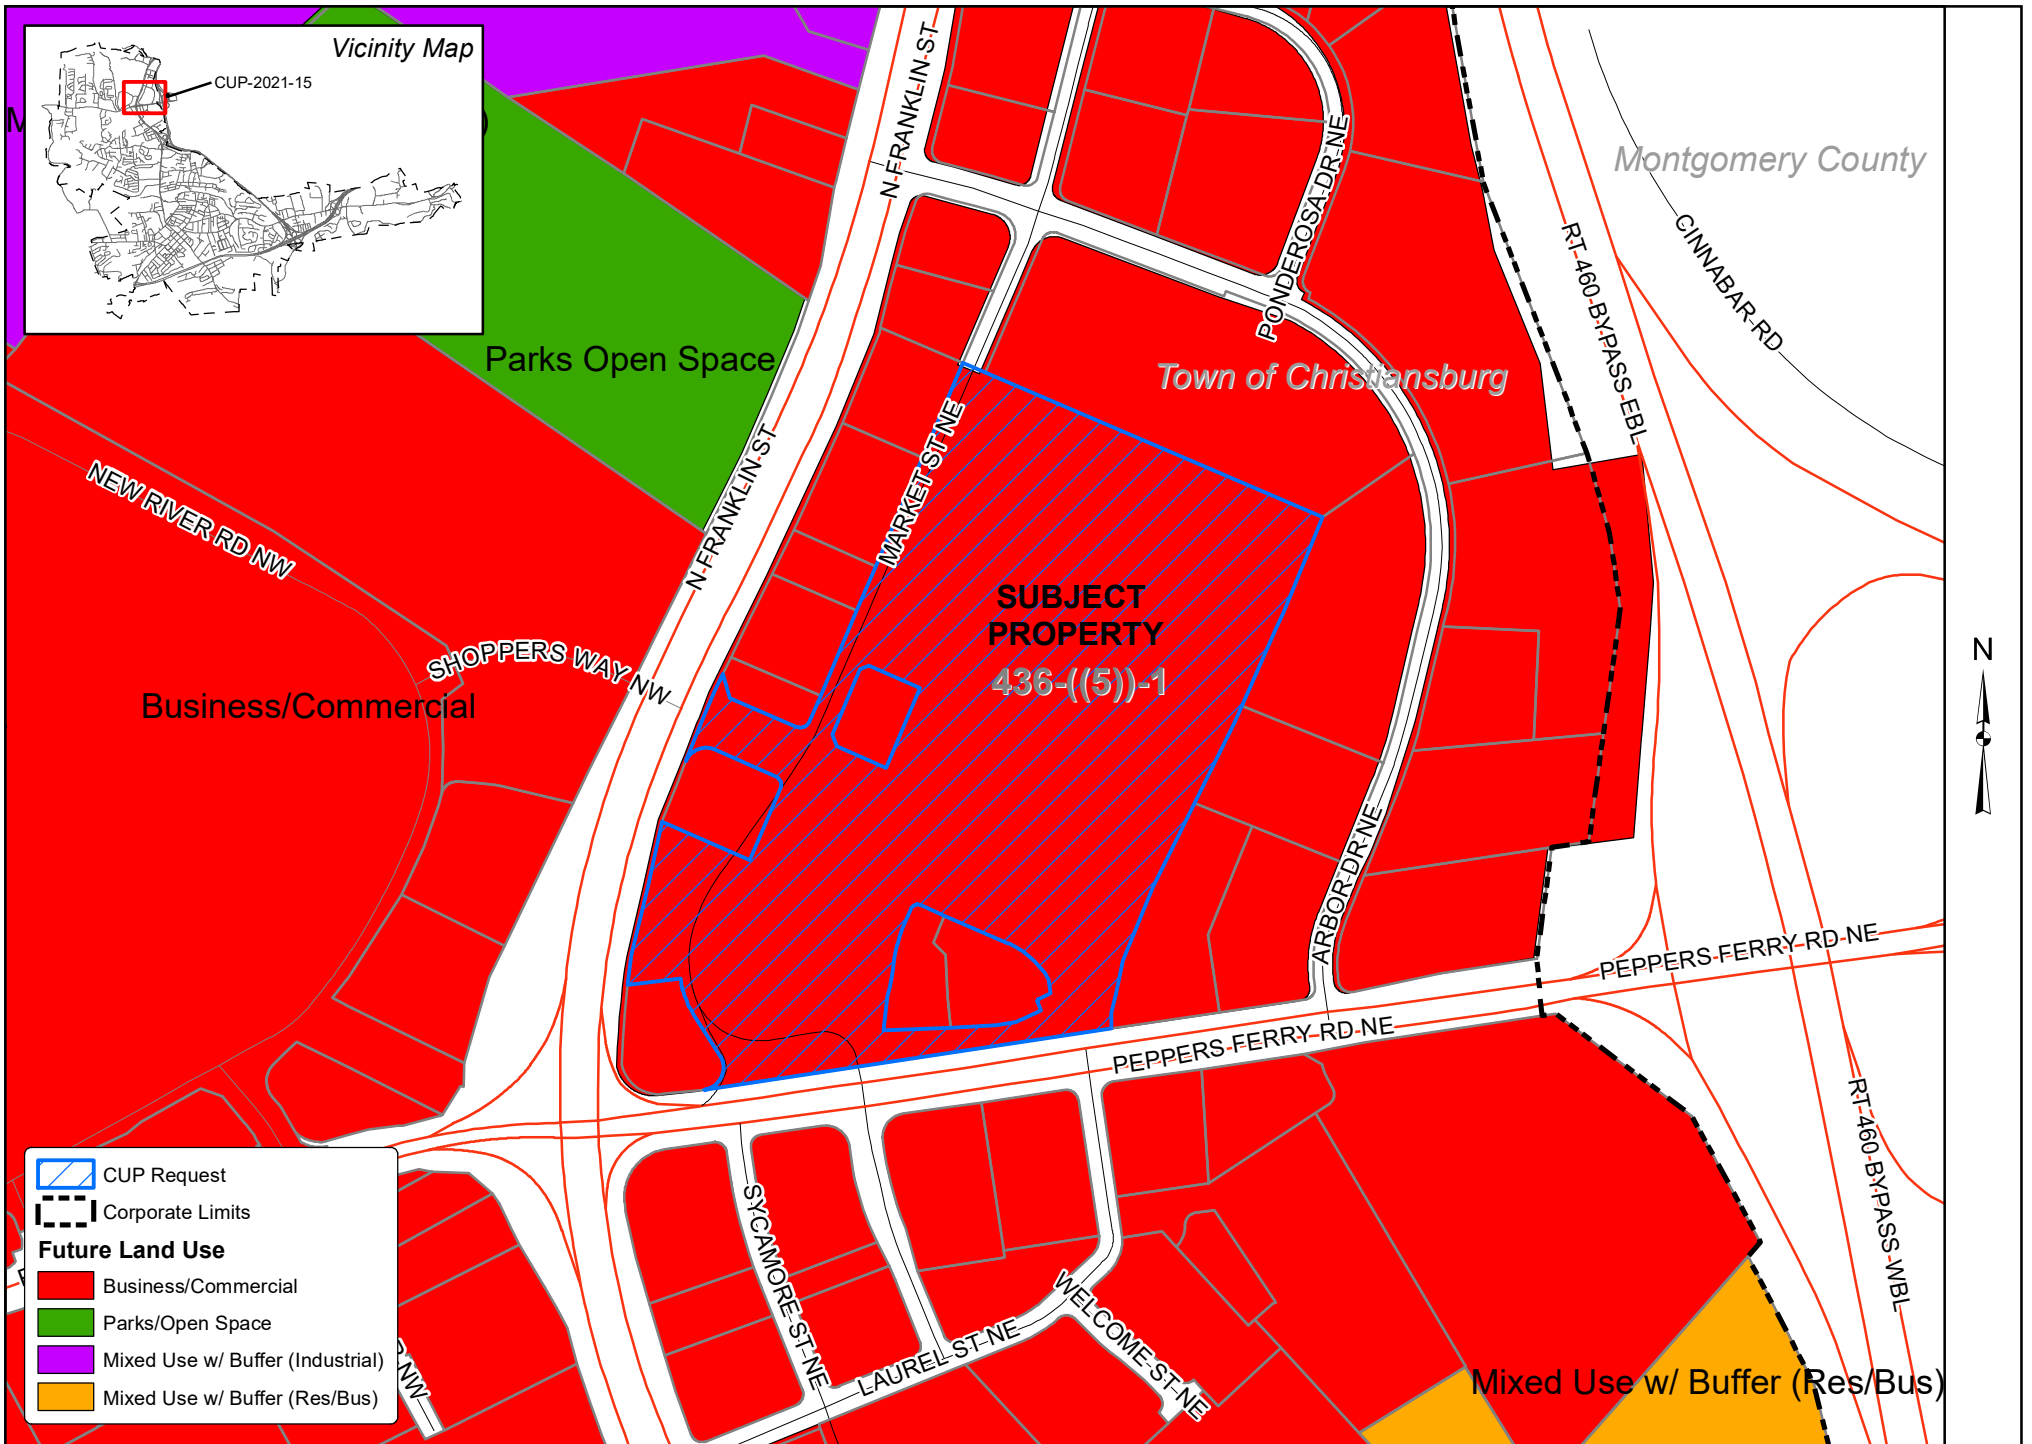 Vicinity Map
CUP-2021-15
N FRANKLIN ST
PONDEROSA DR NE
Montgomery County
CINNABAR RD
RT 460 BYPASS EBL
Parks Open Space
Town of Christiansburg
MARKET ST NE
N FRANKLIN ST
NEW RIVER RD NW
SHOPPERS WAY NW
SUBJECT
PROPERTY
436-((5))-1
Business/Commercial
N
ARBOR DR NE
PEPPERS FERRY RD NE
PEPPERS FERRY RD NE
RT 460 BYPASS WBL
SYCAMORE ST NE
LAUREL ST NE
WELCOME ST NE
Mixed Use w/ Buffer (Res/Bus)
CUP Request
Corporate Limits
Future Land Use
Business/Commercial
Parks/Open Space
Mixed Use w/ Buffer (Industrial)
Mixed Use w/ Buffer (Res/Bus)
NW